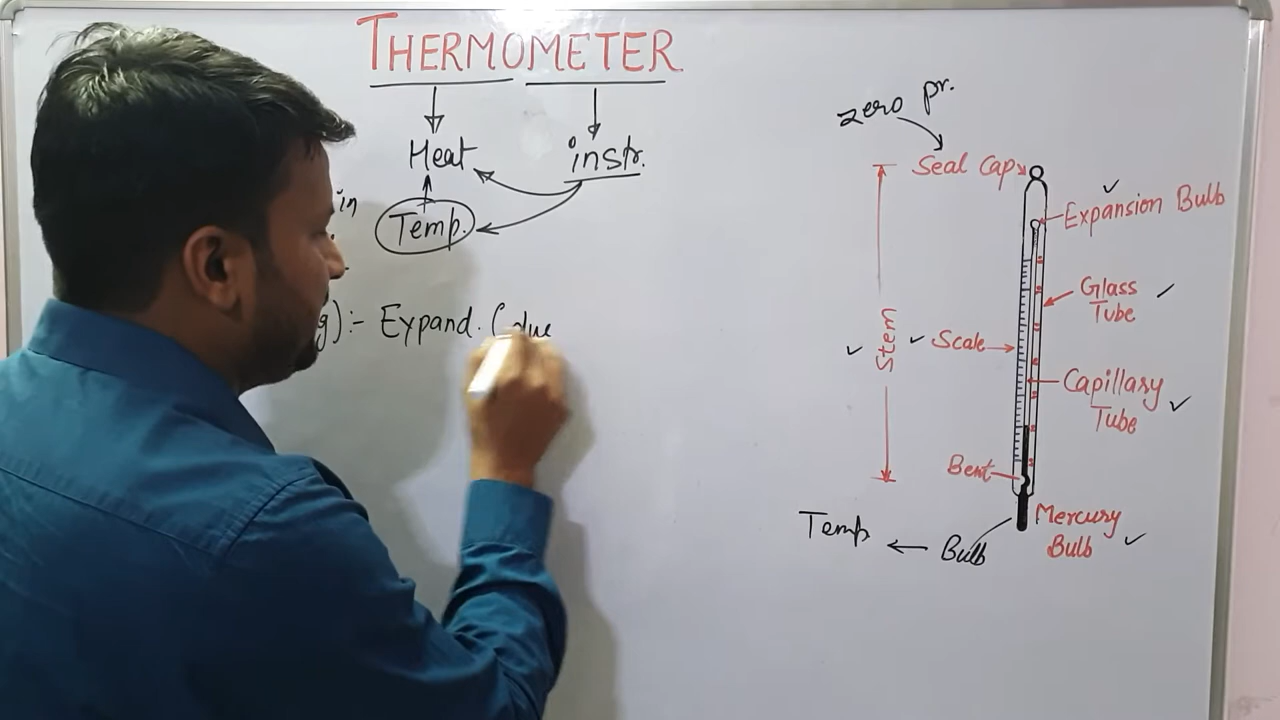 THERMOMETER
Heat instr.
in
Temp.
g):- Expand. (due
zero pr.
Seal Cap
Expansion Bulb
Glass
Tube
Stem
Scale
Capillary
Tube
Bent
Mercury
Bulb
Temp ← Bulb